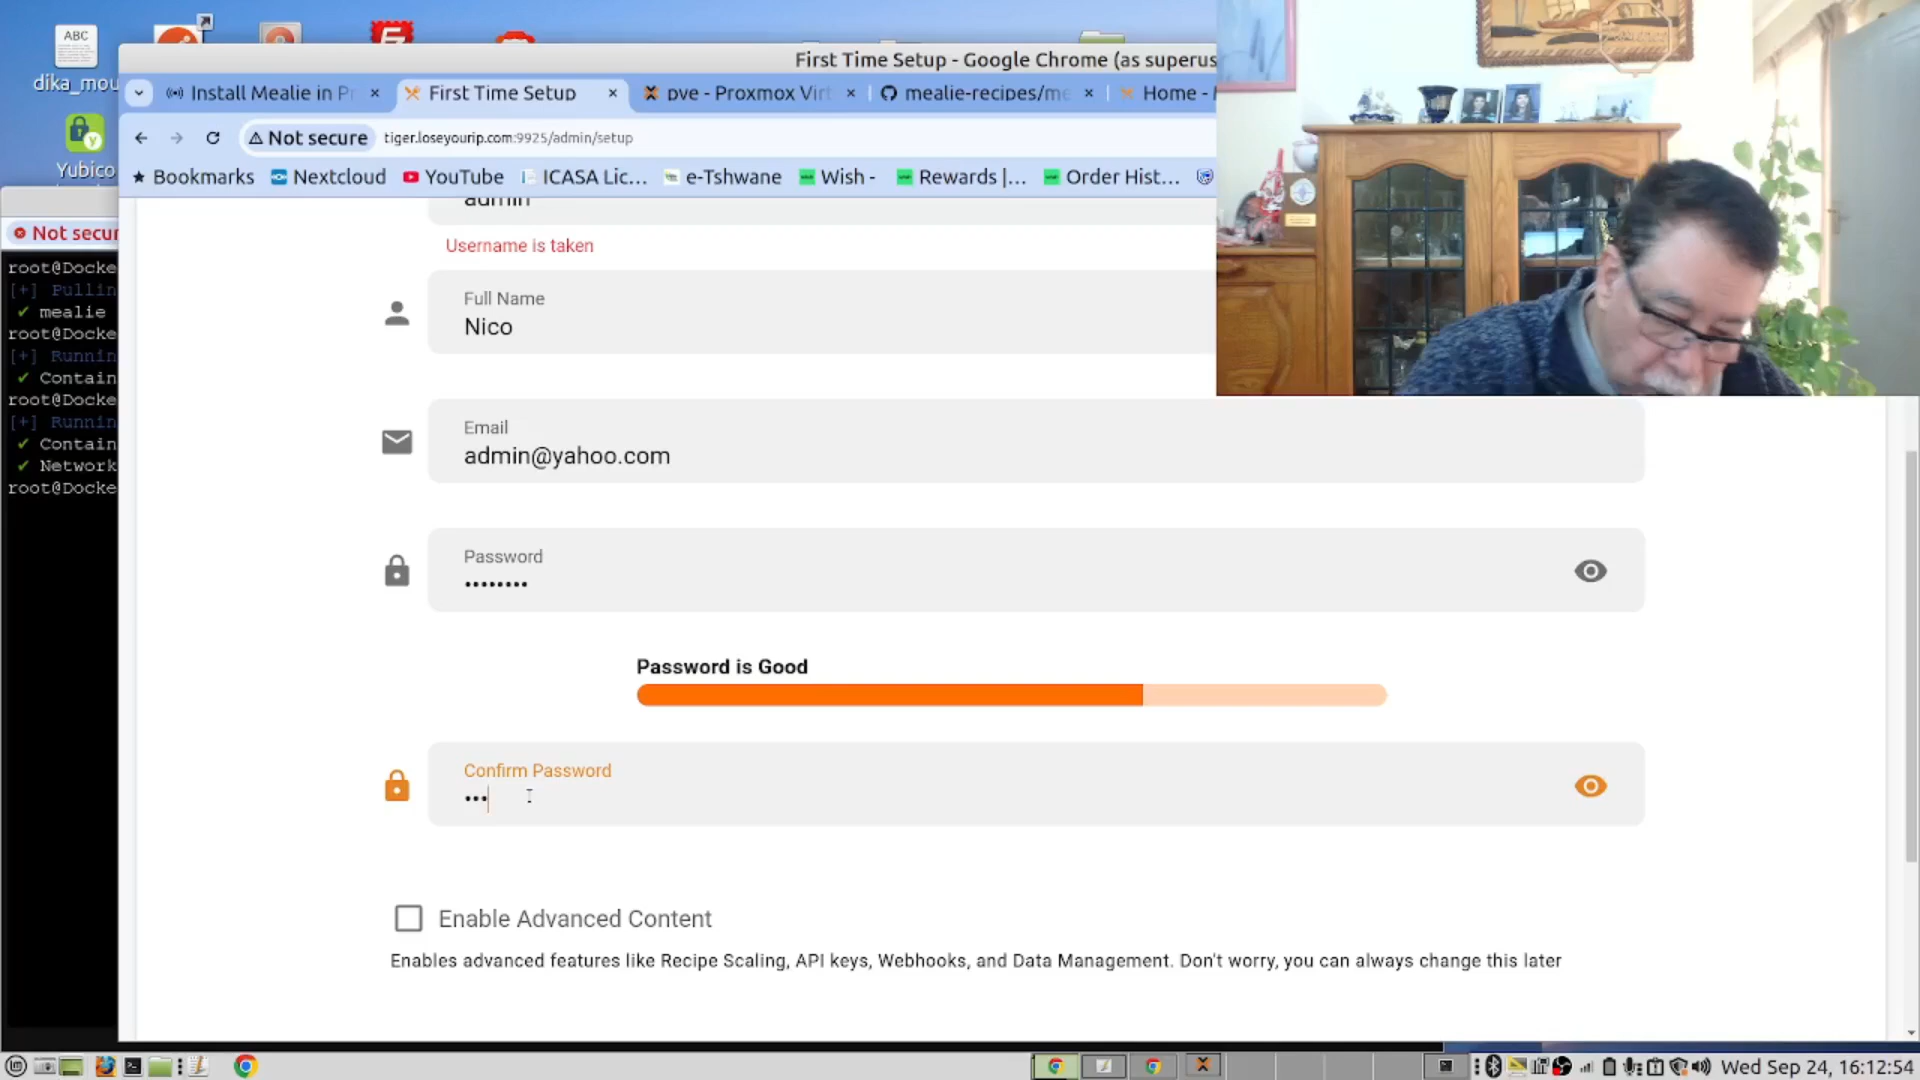 ABC
dika_mou
Yubico
First Time Setup - Google Chrome (as superus
Install Mealie in Pr
First Time Setup
pve - Proxmox Virt
mealie-recipes/me
Home -
Not secure
tiger.loseyourip.com:9925/admin/setup
Bookmarks
Nextcloud
YouTube
ICASA Lic...
e-Tshwane
Wish -
Rewards |...
Order Hist...
Not secur
root@Docke
[+] Pullin
✔ mealie
root@Docke
[+] Runnin
✔ Contain
root@Docke
[+] Runnin
✔ Contain
✔ Network
root@Docke
admin
Username is taken
Full Name
Nico
Email
admin@yahoo.com
Password
••••••••
Password is Good
Confirm Password
•••
Enable Advanced Content
Enables advanced features like Recipe Scaling, API keys, Webhooks, and Data Management. Don't worry, you can always change this later
Wed Sep 24, 16:12:54